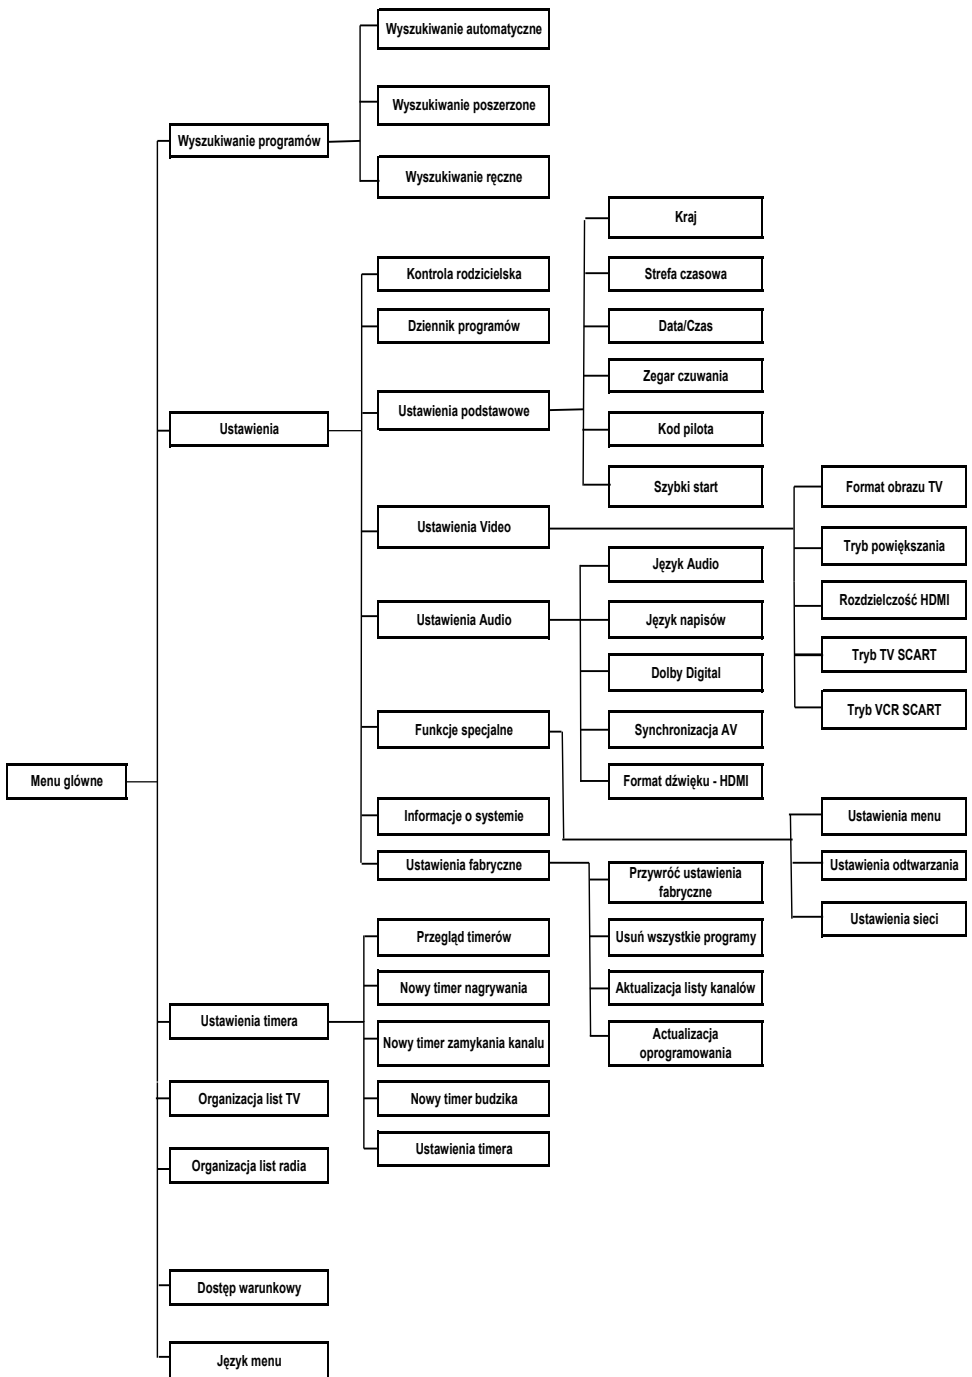 Wyszukiwanie automatyczne
Wyszukiwanie poszerzone
Wyszukiwanie programów
Wyszukiwanie ręczne
Kraj
Kontrola rodzicielska
Strefa czasowa
Dziennik programów
Data/Czas
Zegar czuwania
Ustawienia podstawowe
Ustawienia
Kod pilota
Szybki start
Format obrazu TV
Ustawienia Video
Tryb powiększania
Język Audio
Rozdzielczość HDMI
Ustawienia Audio
Język napisów
Tryb TV SCART
Dolby Digital
Tryb VCR SCART
Funkcje specjalne
Synchronizacja AV
Menu glówne
Format dźwięku - HDMI
Informacje o systemie
Ustawienia menu
Ustawienia fabryczne
Ustawienia odtwarzania
Przywróć ustawienia
fabryczne
Ustawienia sieci
Przegląd timerów
Usuń wszystkie programy
Nowy timer nagrywania
Aktualizacja listy kanalów
Ustawienia timera
Nowy timer zamykania kanalu
Actualizacja
oprogramowania
Organizacja list TV
Nowy timer budzika
Ustawienia timera
Organizacja list radia
Dostęp warunkowy
Język menu